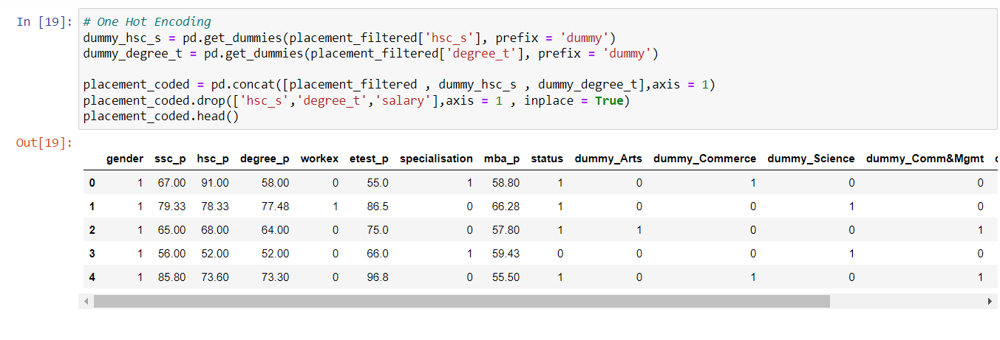 In [19]: # One Hot Encoding
dummy_hsc_s = pd.get_dummies(placement_filtered['hsc_s'], prefix = 'dummy')
dummy_degree_t = pd.get_dummies(placement_filtered['degree_t'], prefix = 'dummy')
placement_coded = pd.concat([placement_filtered , dummy_hsc_s , dummy_degree_t],axis = 1)
placement_coded.drop(['hsc_s','degree_t','salary'],axis = 1 , inplace = True)
placement_coded.head()
Out[19]:
gender ssc_p hsc_p degree_p workex etest_p specialisation mba_p status dummy_Arts dummy_Commerce dummy_Science dummy_Comm&Mgmt
0 1 67.00 91.00 58.00 0 55.0 1 58.80 1 0 1 0 0
1 1 79.33 78.33 77.48 1 86.5 0 66.28 1 0 0 1 0
2 1 65.00 68.00 64.00 0 75.0 0 57.80 1 1 0 0 1
3 1 56.00 52.00 52.00 0 66.0 1 59.43 0 0 0 1 0
4 1 85.80 73.60 73.30 0 96.8 0 55.50 1 0 1 0 1